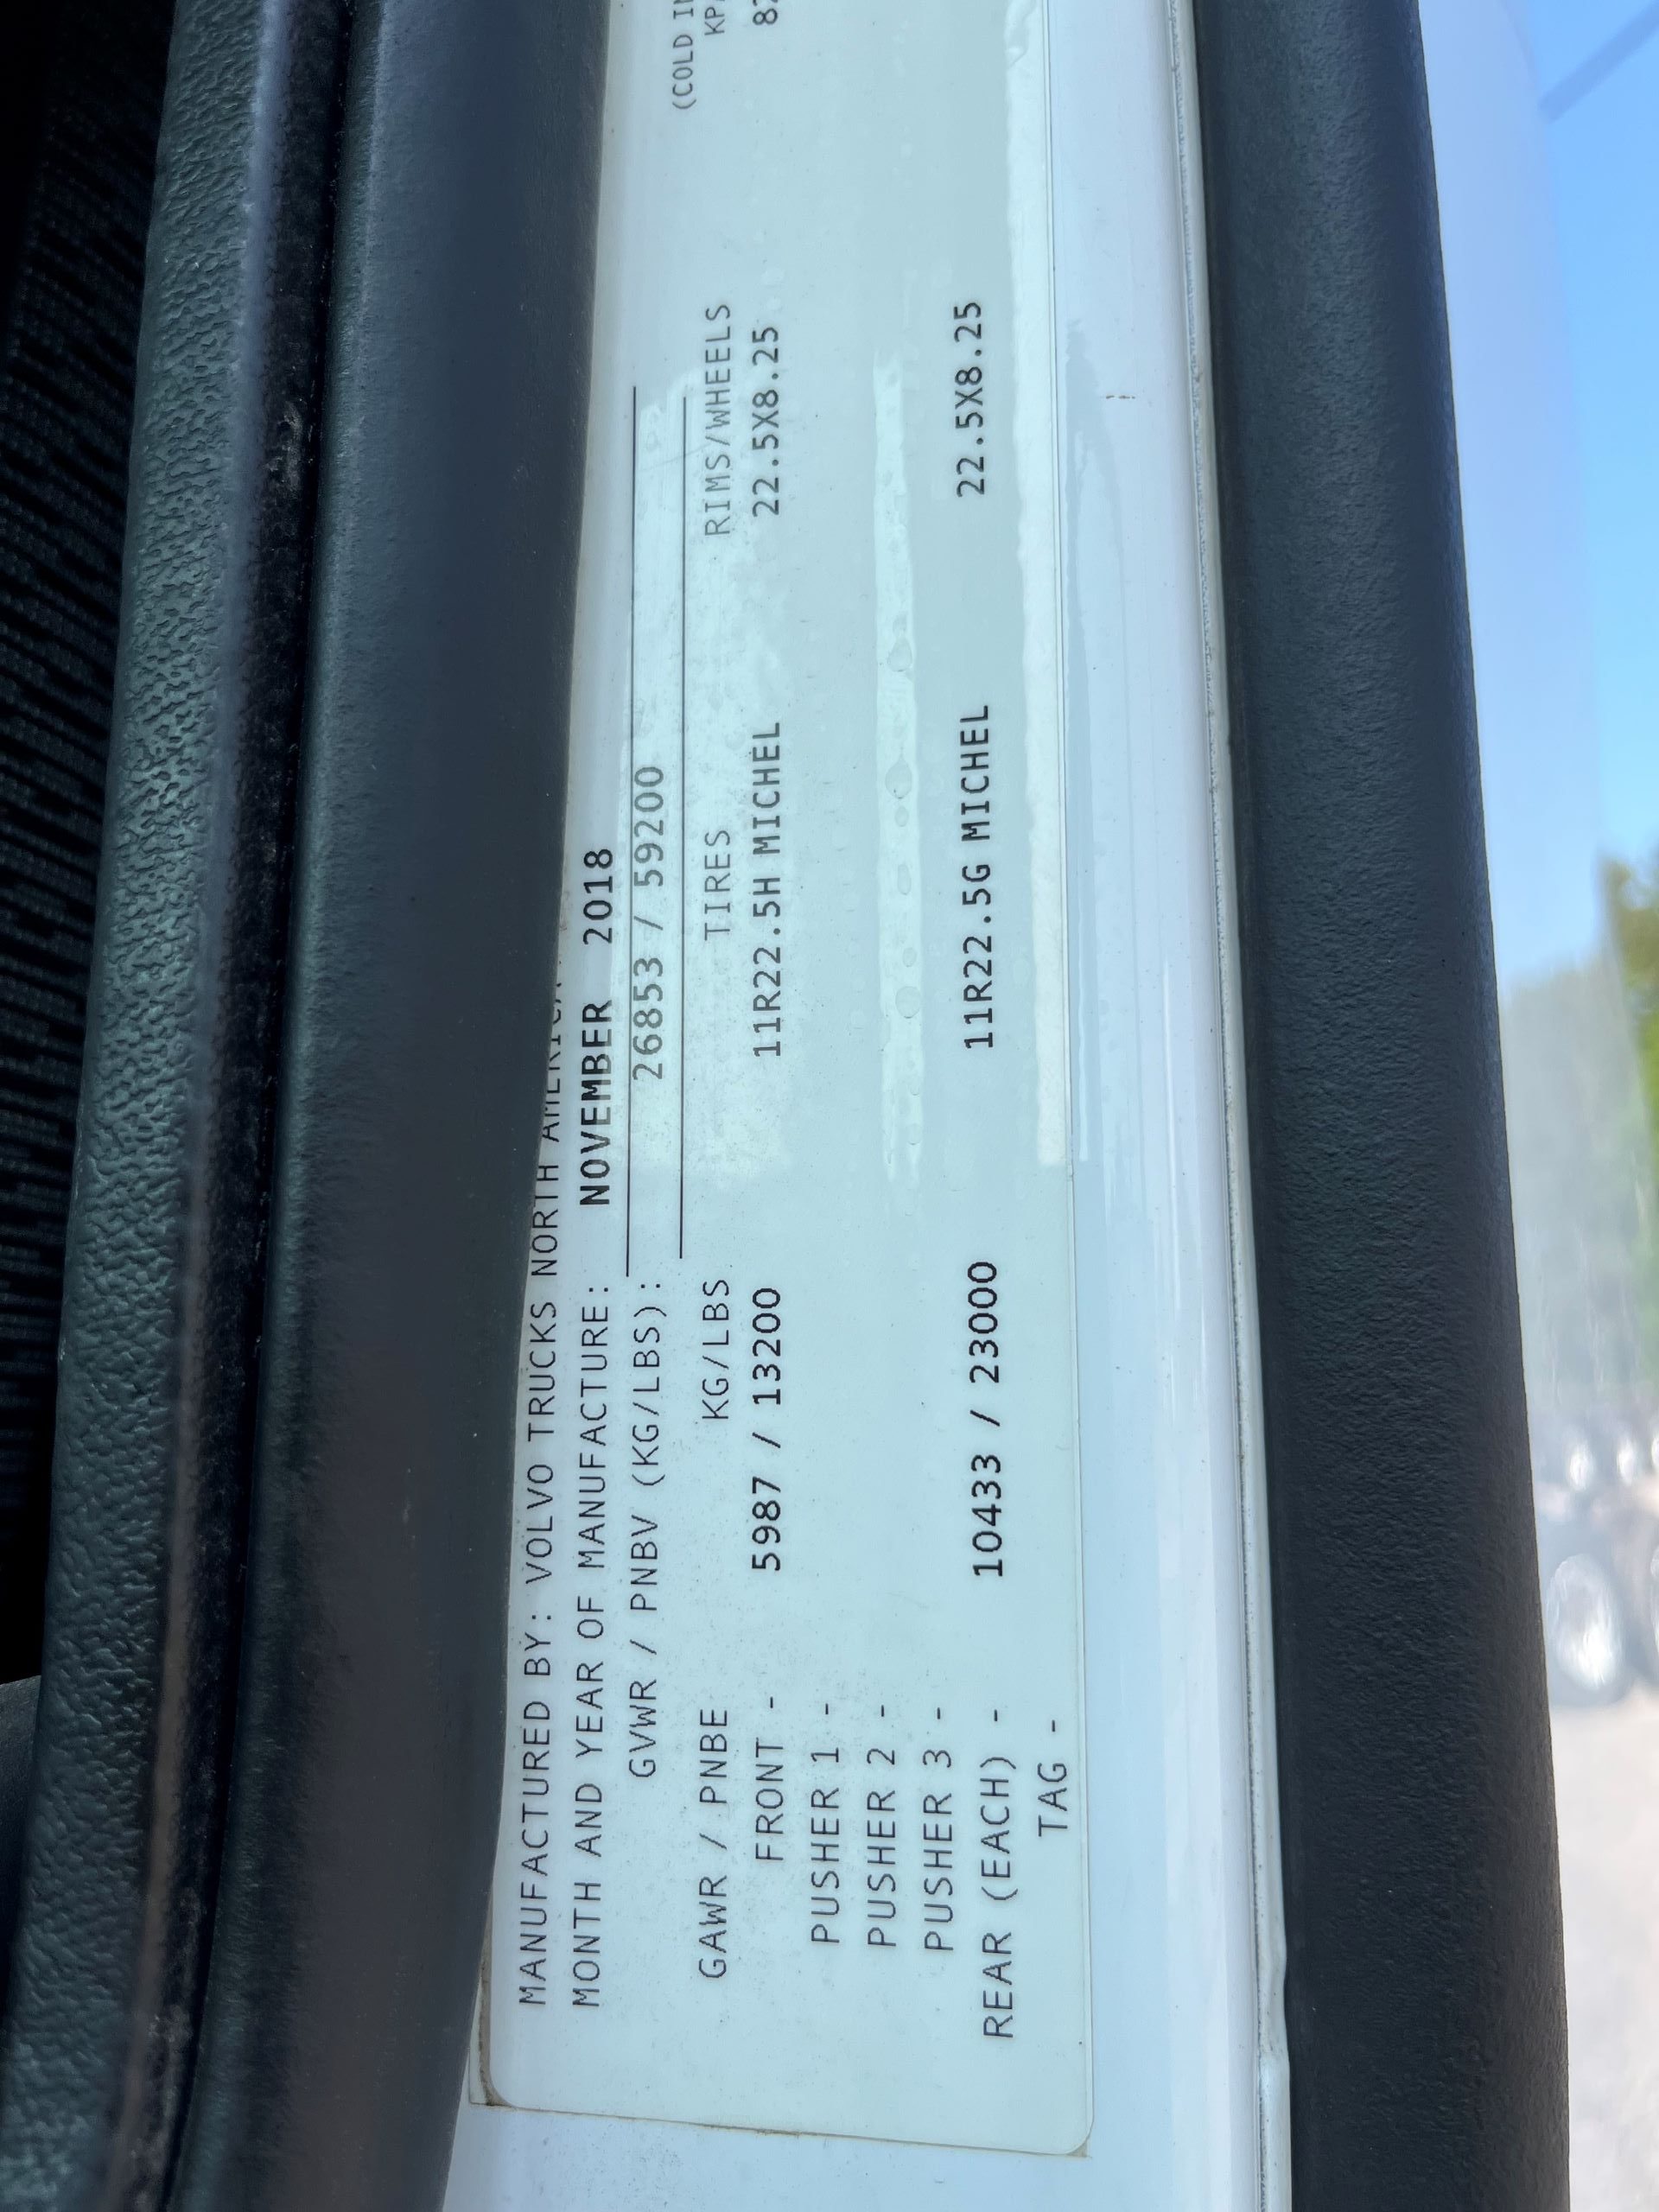 MANUFACTURED BY: VOLVO TRUCKS NORTH AMERICA
MONTH AND YEAR OF MANUFACTURE: NOVEMBER 2018
GVWR / PNBV (KG/LBS): 26853 / 59200
(COLD
GAWR / PNBE KG/LBS TIRES RIMS/WHEELS
FRONT - 5987 / 13200 11R22.5H MICHEL 22.5X8.25
PUSHER 1 -
PUSHER 2 -
PUSHER 3 -
REAR (EACH) - 10433 / 23000 11R22.5G MICHEL 22.5X8.25
TAG -